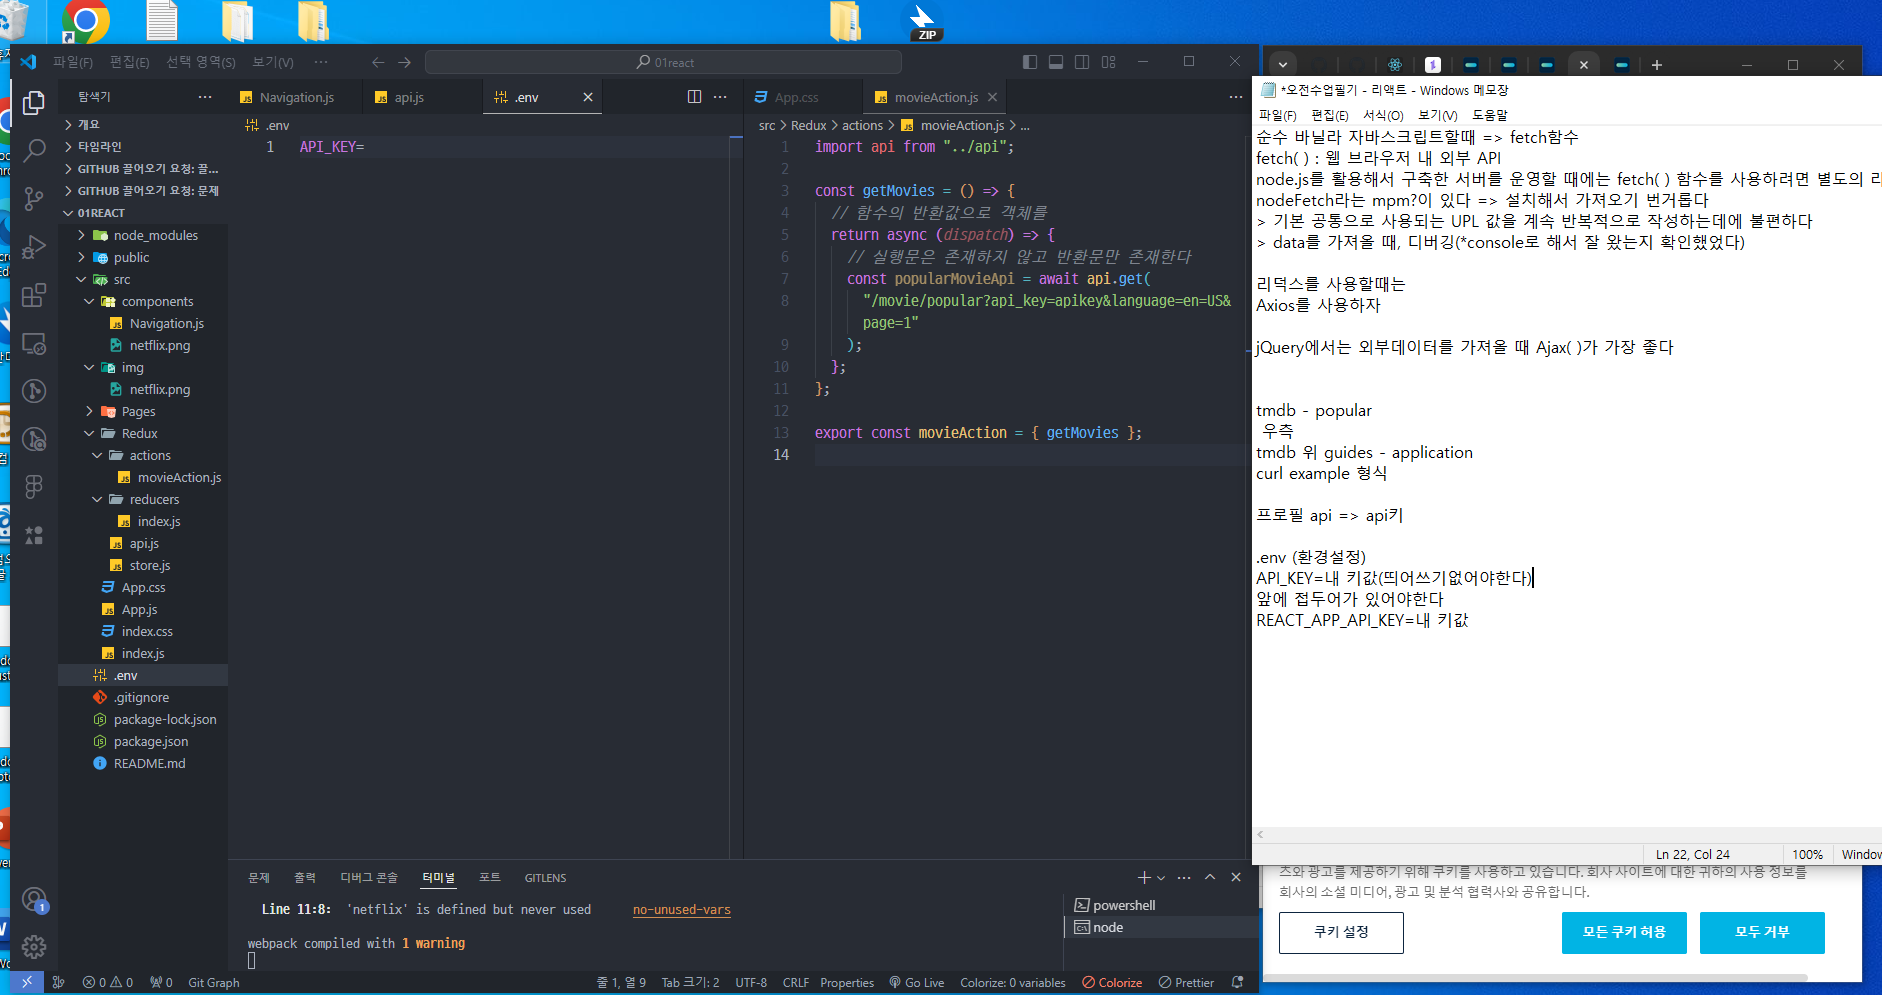 ZIP
파일(F) 편집(E) 선택 영역(S) 보기(V) ···
01react
탐색기
개요
타임라인
GITHUB 끌어오기 요청: 끌...
GITHUB 끌어오기 요청: 문제
01REACT
node_modules
public
src
components
Navigation.js
netflix.png
img
netflix.png
Pages
Redux
actions
movieAction.js
reducers
index.js
api.js
store.js
App.css
App.js
index.css
index.js
.env
.gitignore
package-lock.json
package.json
README.md
Navigation.js api.js .env
.env
1 API_KEY=
App.css movieAction.js
src > Redux > actions > movieAction.js > ...
1 import api from "../api";
2
3 const getMovies = () => {
4 // 함수의 반환값으로 객체를
5 return async (dispatch) => {
6 // 실행문은 존재하지 않고 반환문만 존재한다
7 const popularMovieApi = await api.get(
8 "/movie/popular?api_key=apikey&language=en=US&
page=1"
9 );
10 };
11 };
12
13 export const movieAction = { getMovies };
14
문제 출력 디버그 콘솔 터미널 포트 GITLENS
Line 11:8: 'netflix' is defined but never used no-unused-vars
webpack compiled with 1 warning
powershell
node
1
0 0 0 Git Graph 줄 1, 열 9 Tab 크기: 2 UTF-8 CRLF Properties Go Live Colorize: 0 variables Colorize Prettier
*오전수업필기 - 리액트 - Windows 메모장
파일(F) 편집(E) 서식(O) 보기(V) 도움말
순수 바닐라 자바스크립트할때 => fetch함수
fetch( ) : 웹 브라우저 내 외부 API
node.js를 활용해서 구축한 서버를 운영할 때에는 fetch( ) 함수를 사용하려면 별도의
nodeFetch라는 mpm?이 있다 => 설치해서 가져오기 번거롭다
> 기본 공통으로 사용되는 UPL 값을 계속 반복적으로 작성하는데에 불편하다
> data를 가져올 때, 디버깅(*console로 해서 잘 왔는지 확인했었다)
리덕스를 사용할때는
Axios를 사용하자
jQuery에서는 외부데이터를 가져올 때 Ajax( )가 가장 좋다
tmdb - popular
우측
tmdb 위 guides - application
curl example 형식
프로필 api => api키
.env (환경설정)
API_KEY=내 키값(띄어쓰기없어야한다)
앞에 접두어가 있어야한다
REACT_APP_API_KEY=내 키값
Ln 22, Col 24 100% Window
츠와 광고를 제공하기 위해 쿠키를 사용하고 있습니다. 회사 사이트에 대한 귀하의 사용 정보를
회사의 소셜 미디어, 광고 및 분석 협력사와 공유합니다.
쿠키 설정 모든 쿠키 허용 모두 거부